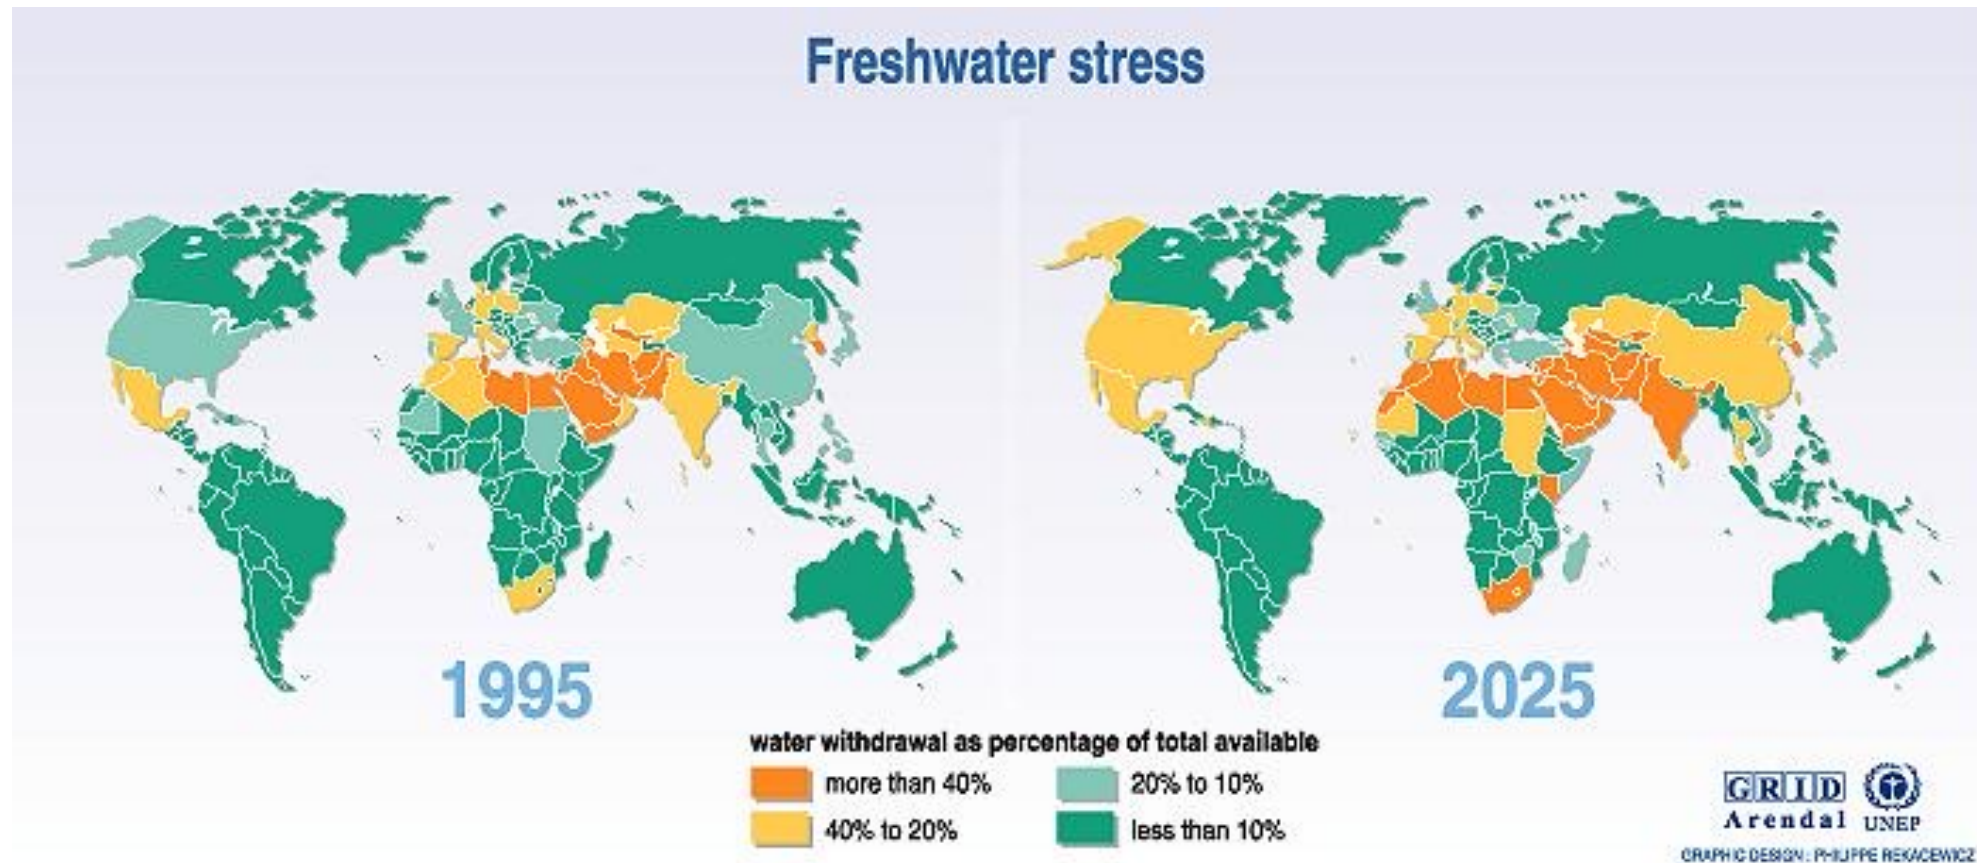 Freshwater stress
1995
2025
water withdrawal as percentage of total available
more than 40%
20% to 10%
40% to 20%
less than 10%
GRID
Arendal
UNEP
GRAPHIC DESIGN : PHILIPPE REKACEWICZ